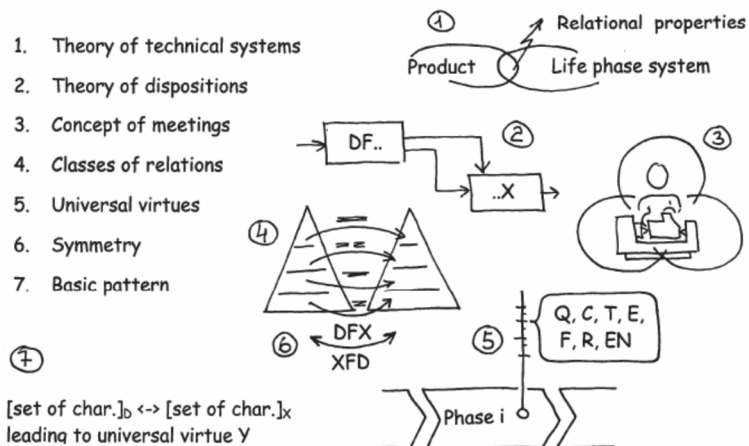 1. Theory of technical systems
2. Theory of dispositions
3. Concept of meetings
4. Classes of relations
5. Universal virtues
6. Symmetry
7. Basic pattern
1
Relational properties
Product
Life phase system
2
DF..
..X
3
4
5
Q, C, T, E,
F, R, EN
Phase i
6
DFX
XFD
7
[set of char.]D <-> [set of char.]X
leading to universal virtue Y